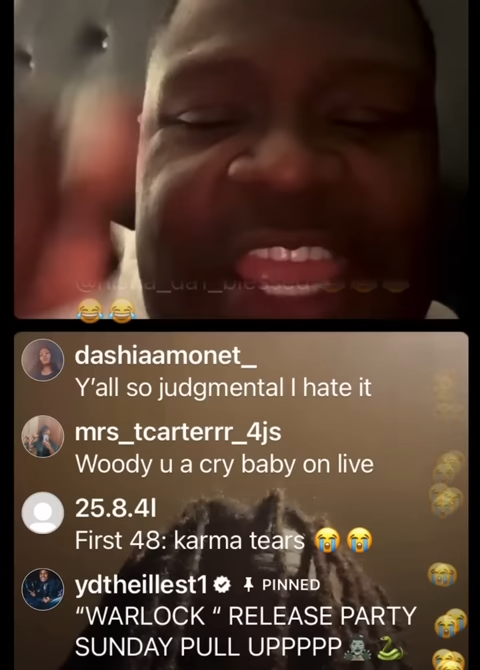 dashiaamonet_
Y'all so judgmental I hate it
mrs_tcarterrr_4js
Woody u a cry baby on live
25.8.4l
First 48: karma tears 😭😭
ydtheillest1 PINNED
“WARLOCK “ RELEASE PARTY
SUNDAY PULL UPPPPP🧟‍♂️🐍